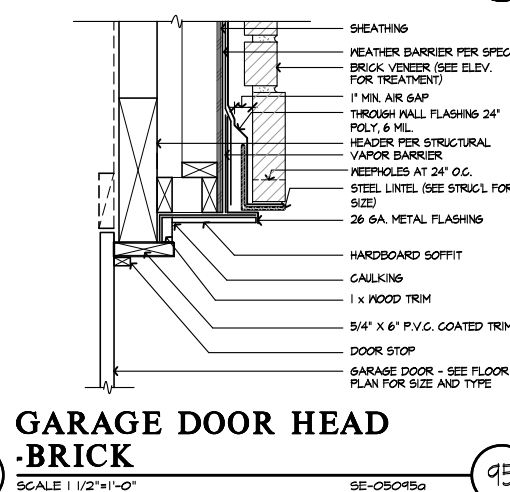 SHEATHING
WEATHER BARRIER PER SPEC
BRICK VENEER (SEE ELEV.
FOR TREATMENT)
1" MIN. AIR GAP
THROUGH WALL FLASHING 24"
POLY, 6 MIL.
HEADER PER STRUCTURAL
VAPOR BARRIER
WEEPHOLES AT 24" O.C.
STEEL LINTEL (SEE STRUC'L FOR
SIZE)
26 GA. METAL FLASHING
HARDBOARD SOFFIT
CAULKING
1 x WOOD TRIM
5/4" X 6" P.V.C. COATED TRIM
DOOR STOP
GARAGE DOOR - SEE FLOOR
PLAN FOR SIZE AND TYPE
GARAGE DOOR HEAD
-BRICK
SCALE 1 1/2"=1'-0" SE-05095a
95